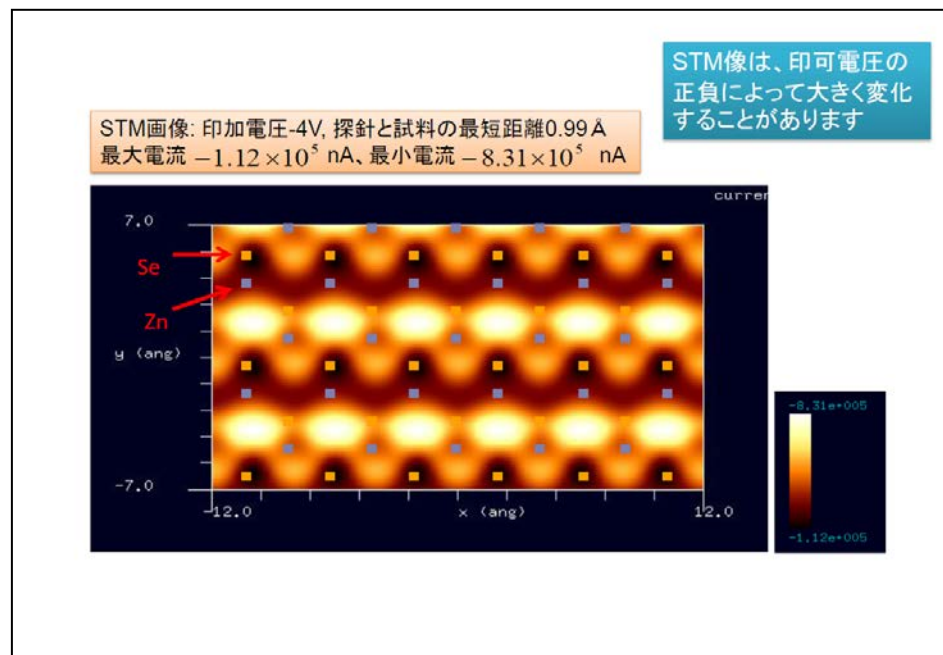 STM像は、印可電圧の
正負によって大きく変化
することがあります
STM画像: 印加電圧-4V, 探針と試料の最短距離0.99Å
最大電流 −1.12×10⁵ nA、最小電流 −8.31×10⁵ nA
curren
7.0
Se
Zn
y (ang)
-7.0
-12.0
x (ang)
12.0
-8.31e+005
-1.12e+005